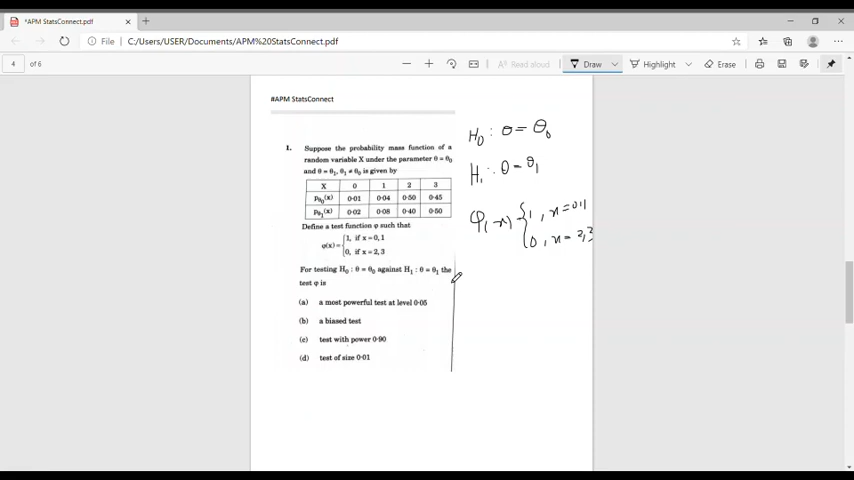 *APM StatsConnect.pdf
File C:/Users/USER/Documents/APM%20StatsConnect.pdf
4 of 6
Read aloud
Draw
Highlight
Erase
#APM StatsConnect
1. Suppose the probability mass function of a
random variable X under the parameter θ = θ₀
and θ = θ₁, θ₁ ≠ θ₀ is given by
X 0 1 2 3
pθ₀(x) 0·01 0·04 0·50 0·45
pθ₁(x) 0·02 0·08 0·40 0·50
Define a test function φ such that
φ(x) = {1, if x = 0, 1
0, if x = 2, 3
For testing H₀ : θ = θ₀ against H₁ : θ = θ₁ the
test φ is
(a) a most powerful test at level 0·05
(b) a biased test
(c) test with power 0·90
(d) test of size 0·01
H₀ : θ = θ₀
H₁ : θ = θ₁
φ(x) = {1, x = 0,1
0, x = 2,3